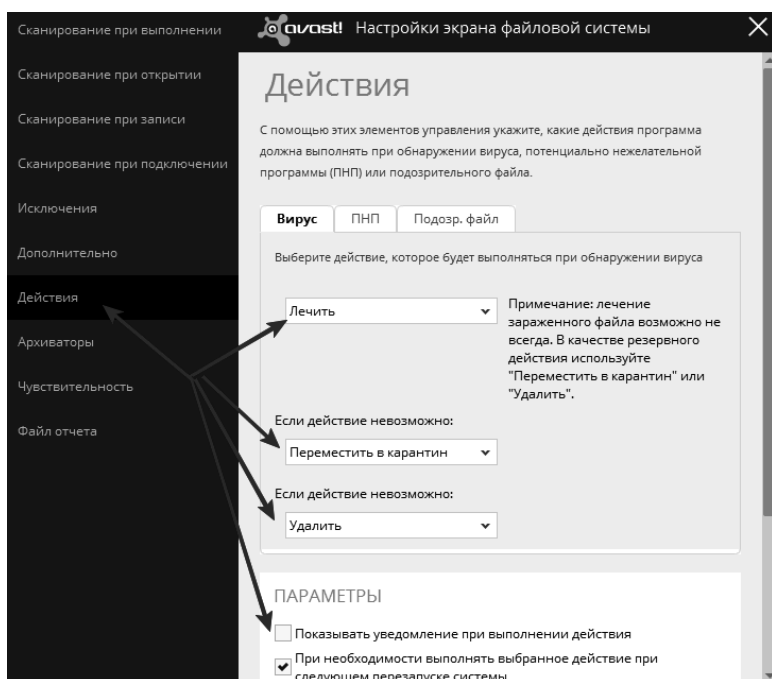 avast! Настройки экрана файловой системы
Сканирование при выполнении
Сканирование при открытии
Сканирование при записи
Сканирование при подключении
Исключения
Дополнительно
Действия
Архиваторы
Чувствительность
Файл отчета
Действия
С помощью этих элементов управления укажите, какие действия программа
должна выполнять при обнаружении вируса, потенциально нежелательной
программы (ПНП) или подозрительного файла.
Вирус ПНП Подозр. файл
Выберите действие, которое будет выполняться при обнаружении вируса
Лечить
Примечание: лечение
зараженного файла возможно не
всегда. В качестве резервного
действия используйте
"Переместить в карантин" или
"Удалить".
Если действие невозможно:
Переместить в карантин
Если действие невозможно:
Удалить
ПАРАМЕТРЫ
Показывать уведомление при выполнении действия
При необходимости выполнять выбранное действие при
следующем перезапуске системы